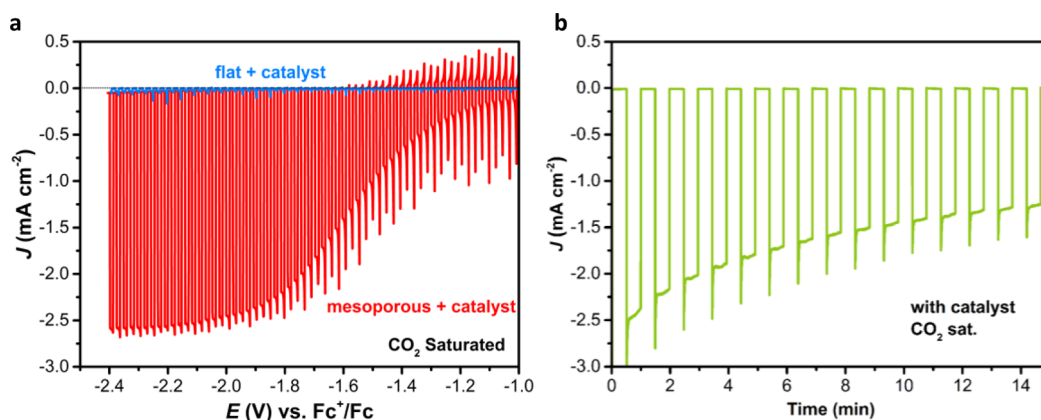 a
0.5
0.0
-0.5
-1.0
-1.5
-2.0
-2.5
-3.0
J (mA cm⁻²)
flat + catalyst
mesoporous + catalyst
CO₂ Saturated
-2.4 -2.2 -2.0 -1.8 -1.6 -1.4 -1.2 -1.0
E (V) vs. Fc⁺/Fc
b
0.5
0.0
-0.5
-1.0
-1.5
-2.0
-2.5
-3.0
J (mA cm⁻²)
with catalyst
CO₂ sat.
0 2 4 6 8 10 12 14
Time (min)